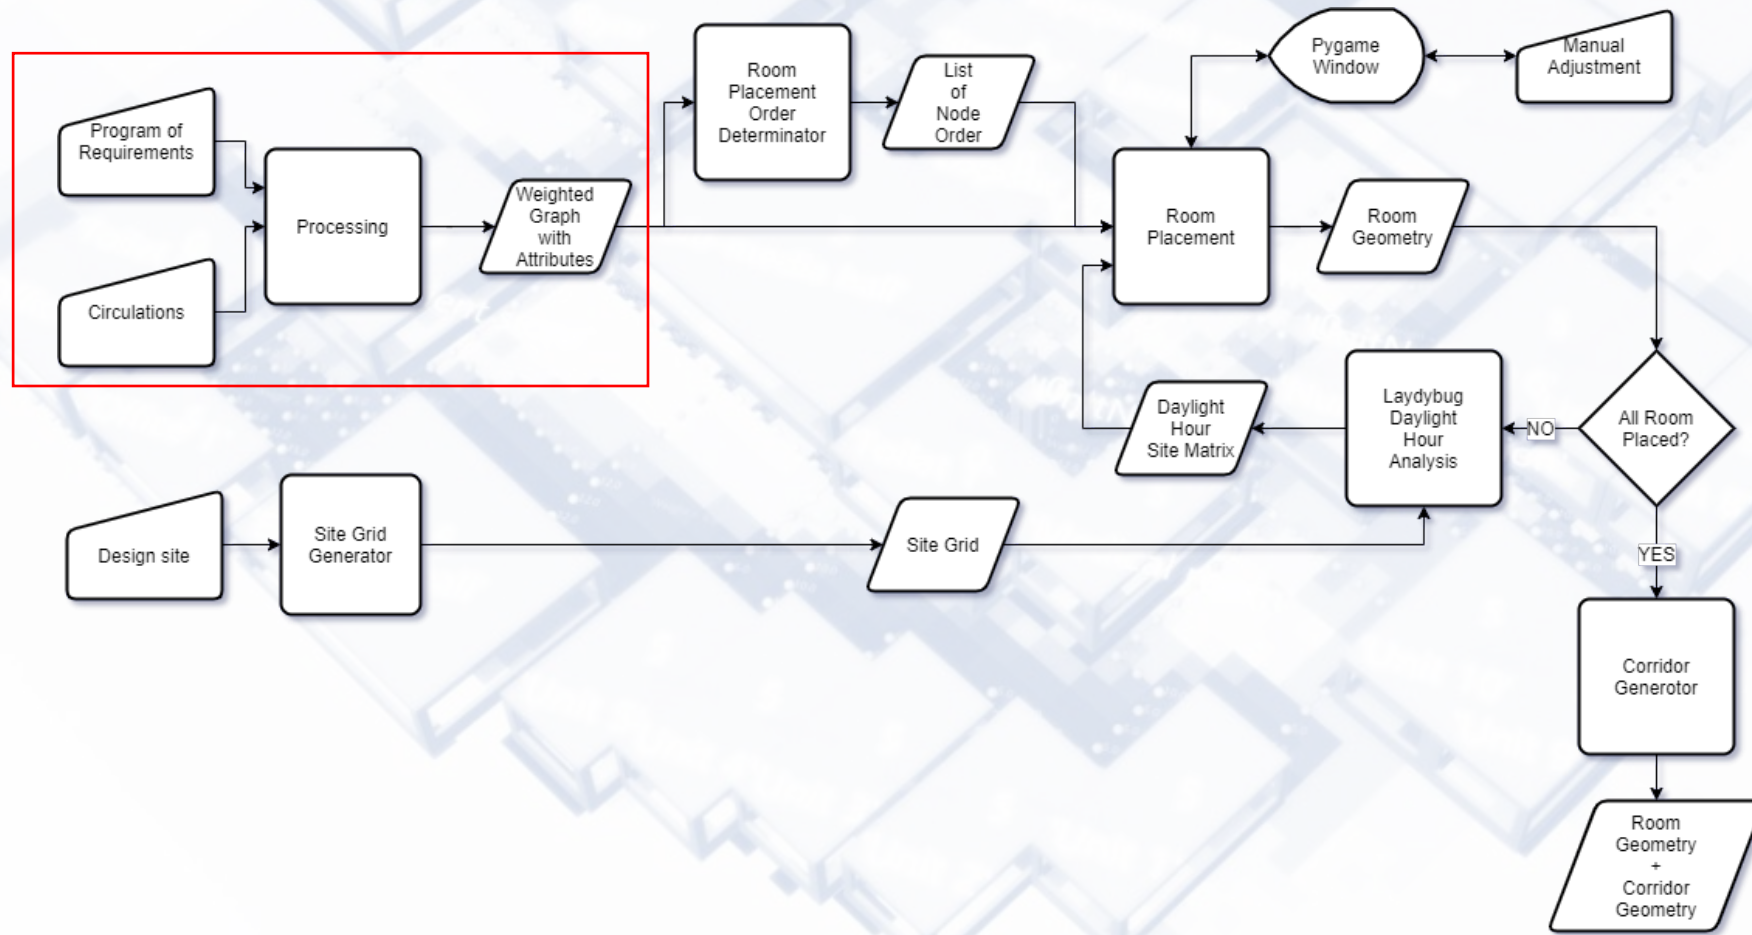 Program of
Requirements
Circulations
Processing
Weighted
Graph
with
Attributes
Room
Placement
Order
Determinator
List
of
Node
Order
Pygame
Window
Manual
Adjustment
Room
Placement
Room
Geometry
All Room
Placed?
NO
Laydybug
Daylight
Hour
Analysis
Daylight
Hour
Site Matrix
Design site
Site Grid
Generator
Site Grid
YES
Corridor
Generotor
Room
Geometry
+
Corridor
Geometry